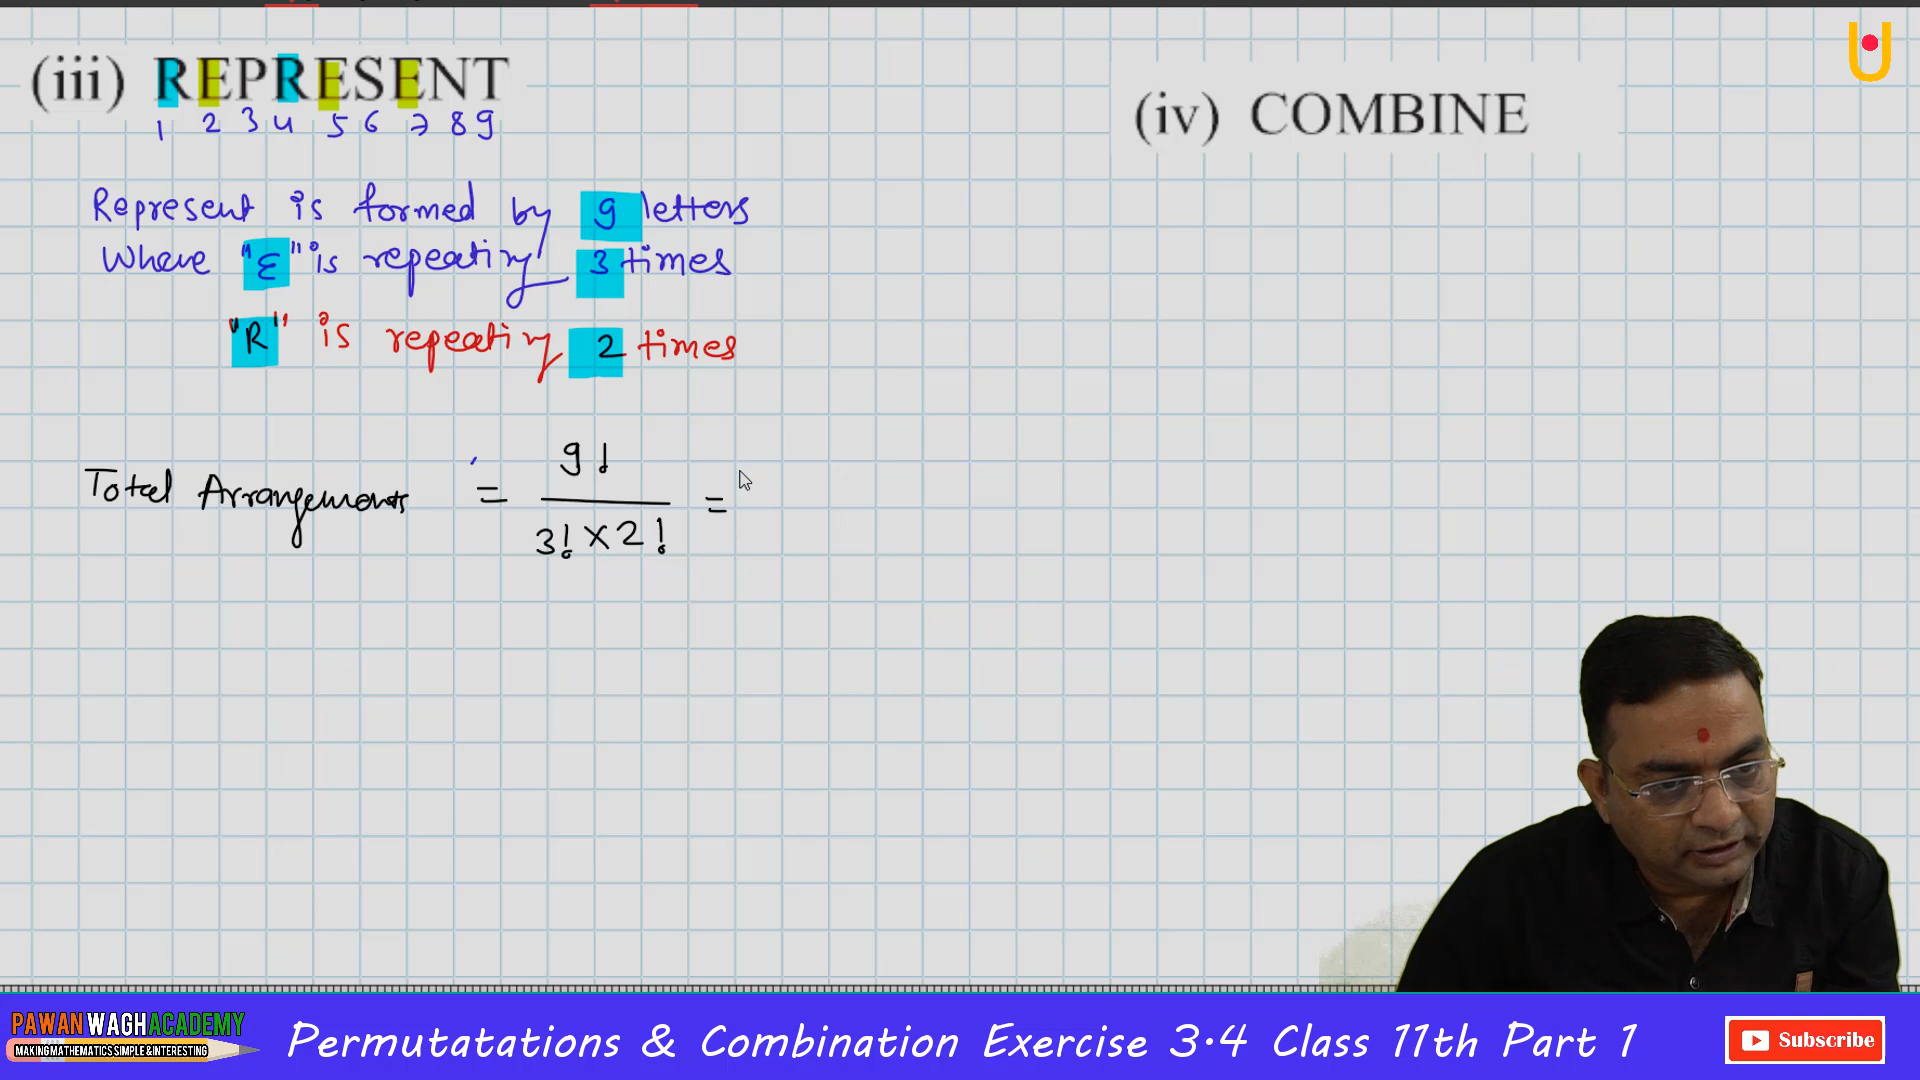 (iii) REPRESENT
1 2 3 4 5 6 7 8 9
Represent is formed by 9 letters
Where "E" is repeating 3 times
"R" is repeating 2 times
Total Arrangements = 9! / 3! × 2! =
(iv) COMBINE
PAWAN WAGH ACADEMY
MAKING MATHEMATICS SIMPLE & INTERESTING
Permutatations & Combination Exercise 3.4 Class 11th Part 1
Subscribe